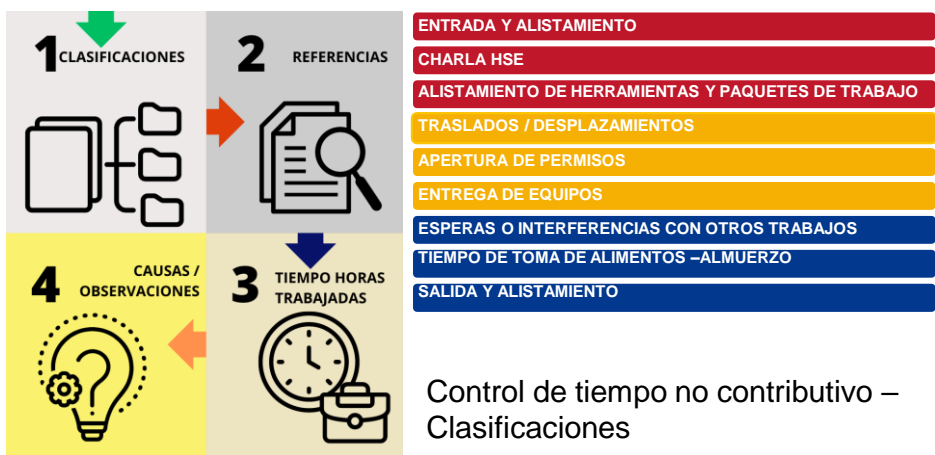 1 CLASIFICACIONES
2 REFERENCIAS
4 CAUSAS /
OBSERVACIONES
3 TIEMPO HORAS
TRABAJADAS
ENTRADA Y ALISTAMIENTO
CHARLA HSE
ALISTAMIENTO DE HERRAMIENTAS Y PAQUETES DE TRABAJO
TRASLADOS / DESPLAZAMIENTOS
APERTURA DE PERMISOS
ENTREGA DE EQUIPOS
ESPERAS O INTERFERENCIAS CON OTROS TRABAJOS
TIEMPO DE TOMA DE ALIMENTOS –ALMUERZO
SALIDA Y ALISTAMIENTO
Control de tiempo no contributivo –
Clasificaciones